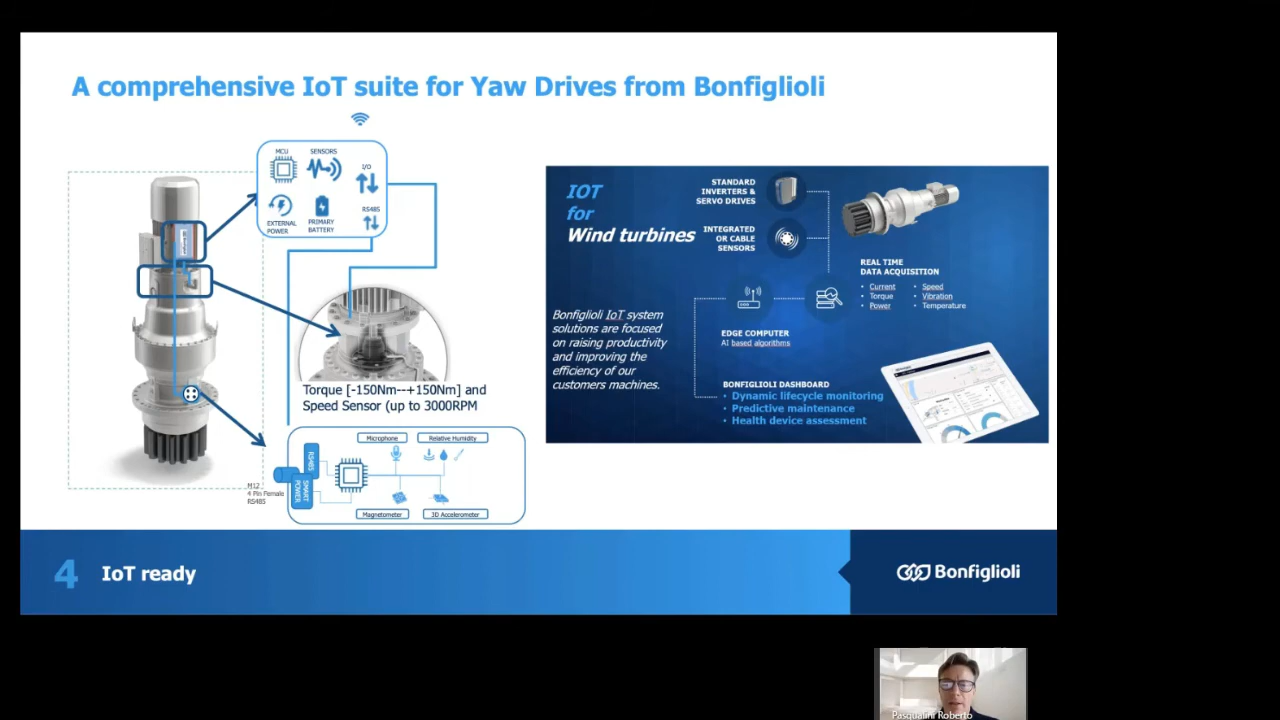 A comprehensive IoT suite for Yaw Drives from Bonfiglioli
MCU
SENSORS
I/O
EXTERNAL
POWER
PRIMARY
BATTERY
RS485
Torque [-150Nm--+150Nm] and
Speed Sensor (up to 3000RPM
Microphone
Relative Humidity
RS485
SMART
POWER
M12
4 Pin Female
RS485
Magnetometer
3D Accelerometer
IOT
for
Wind turbines
STANDARD
INVERTERS &
SERVO DRIVES
INTEGRATED
OR CABLE
SENSORS
REAL TIME
DATA ACQUISITION
• Current
• Torque
• Power
• Speed
• Vibration
• Temperature
Bonfiglioli IoT system
solutions are focused
on raising productivity
and improving the
efficiency of our
customers machines.
EDGE COMPUTER
AI based algorithms
BONFIGLIOLI DASHBOARD
• Dynamic lifecycle monitoring
• Predictive maintenance
• Health device assessment
4 IoT ready
Bonfiglioli
Pasqualini Roberto